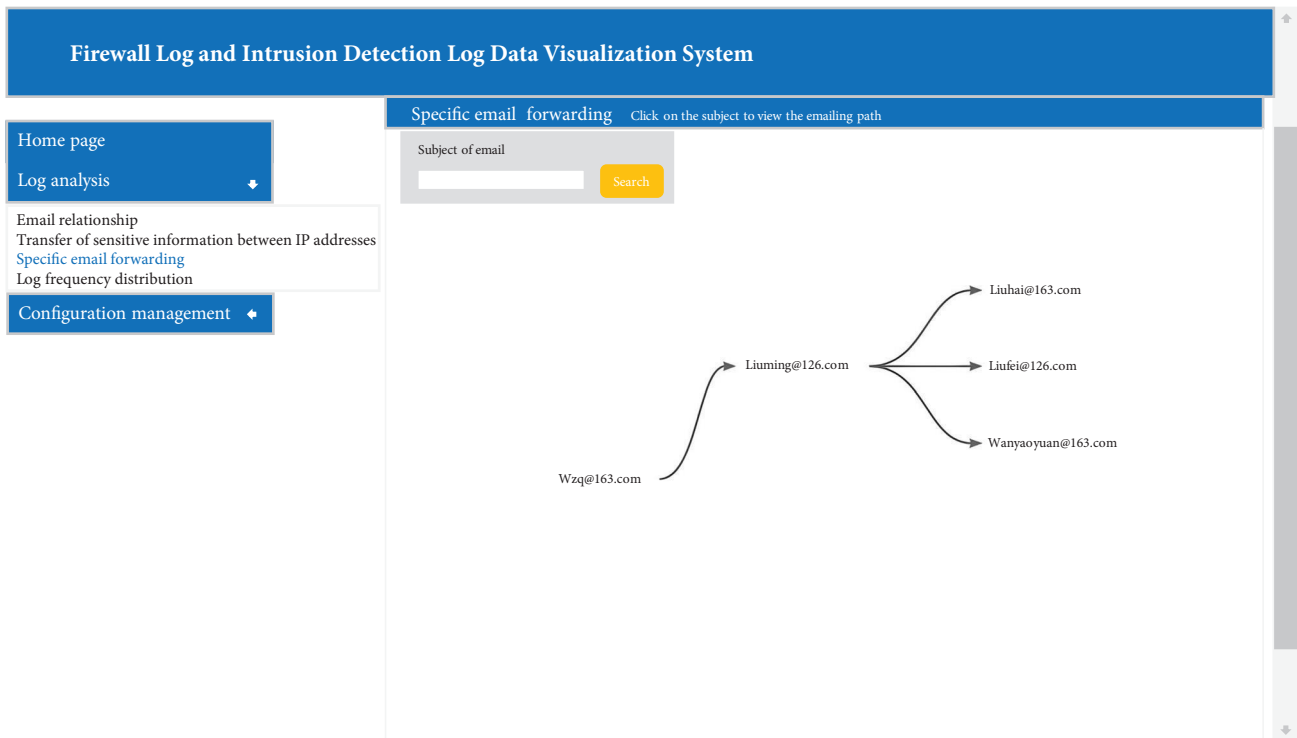 Firewall Log and Intrusion Detection Log Data Visualization System
Home page
Log analysis
Email relationship
Transfer of sensitive information between IP addresses
Specific email forwarding
Log frequency distribution
Configuration management
Specific email forwarding Click on the subject to view the emailing path
Subject of email
Search
Liuhai@163.com
Liuming@126.com
Liufei@126.com
Wanyaoyuan@163.com
Wzq@163.com